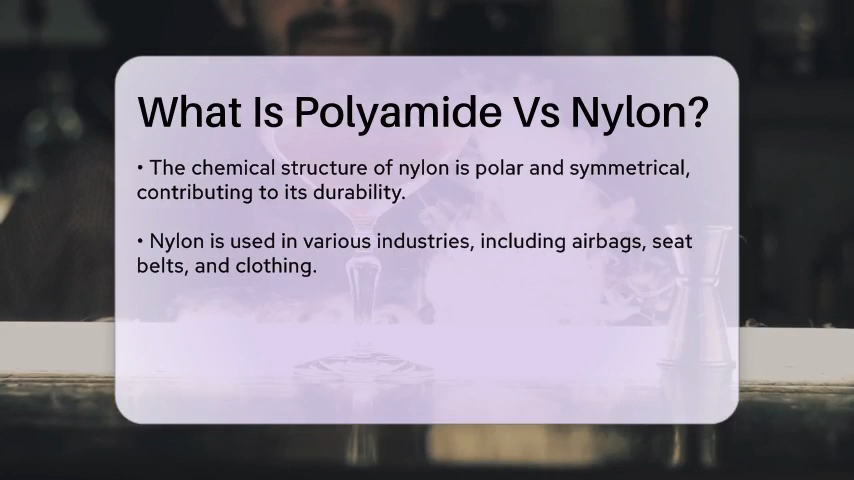 What Is Polyamide Vs Nylon?
• The chemical structure of nylon is polar and symmetrical,
contributing to its durability.
• Nylon is used in various industries, including airbags, seat
belts, and clothing.